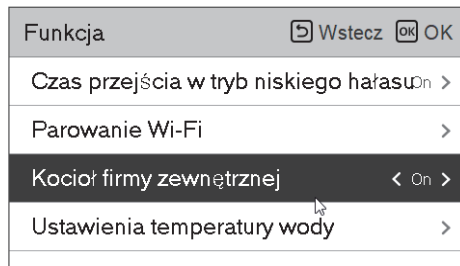 Funkcja Wstecz OK OK
Czas przejścia w tryb niskiego hałasu On >
Parowanie Wi-Fi >
Kocioł firmy zewnętrznej < On >
Ustawienia temperatury wody >